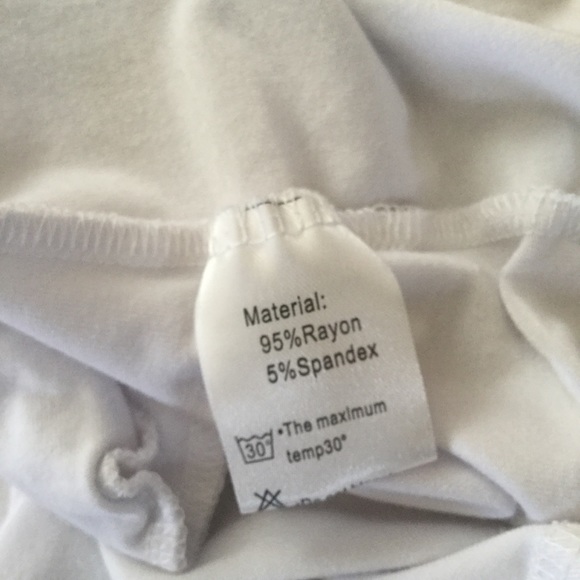 Material:
95%Rayon
5%Spandex
30° •The maximum
temp30°